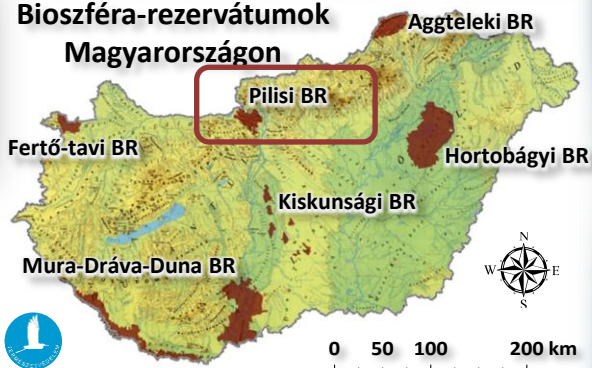 Bioszféra-rezervátumok
Magyarországon
Aggteleki BR
Pilisi BR
Fertő-tavi BR
Hortobágyi BR
Kiskunsági BR
Mura-Dráva-Duna BR
N
W E
S
TERMÉSZETVÉDELEM
0 50 100 200 km